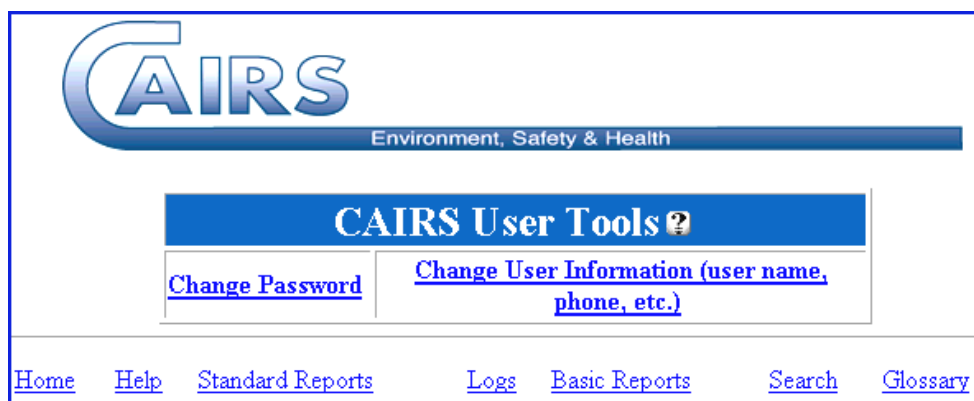 CAIRS
Environment, Safety & Health
CAIRS User Tools ?
Change Password
Change User Information (user name,
phone, etc.)
Home Help Standard Reports Logs Basic Reports Search Glossary